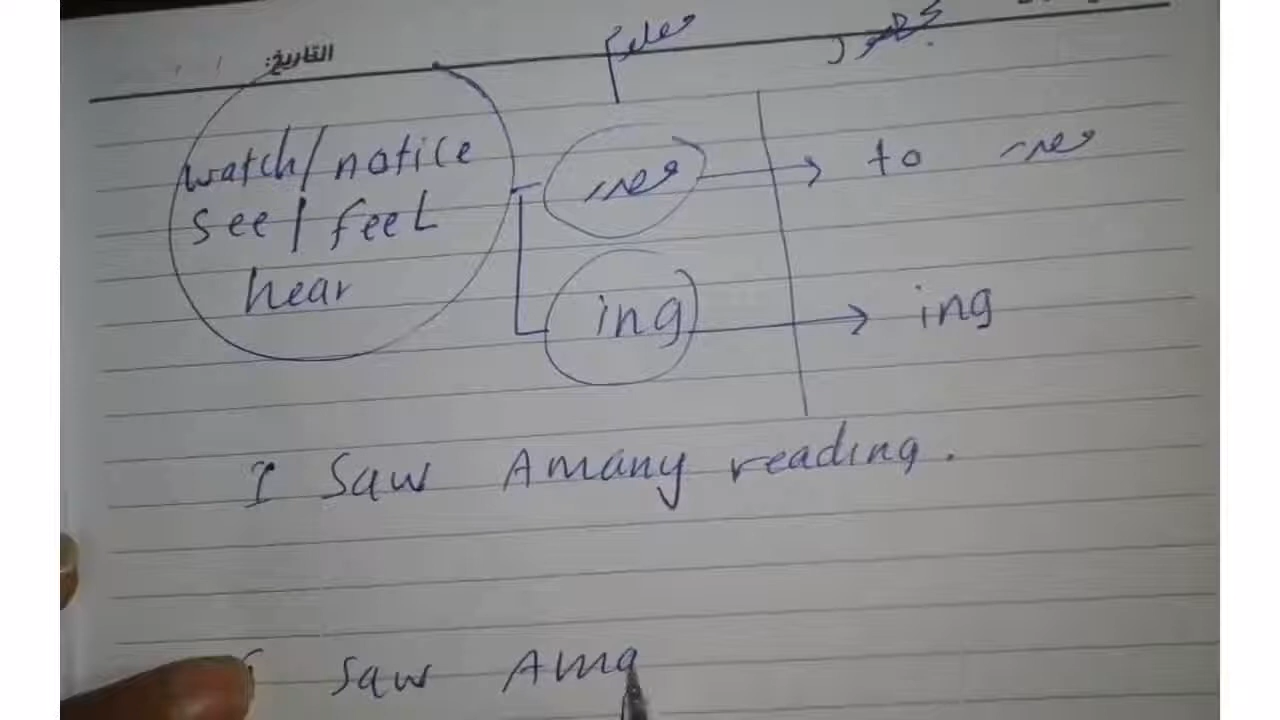 التاريخ:
معلوم
مجهول
watch/notice
see/feel
hear
مصدر → to مصدر
ing → ing
I saw Amany reading.
I saw Ama